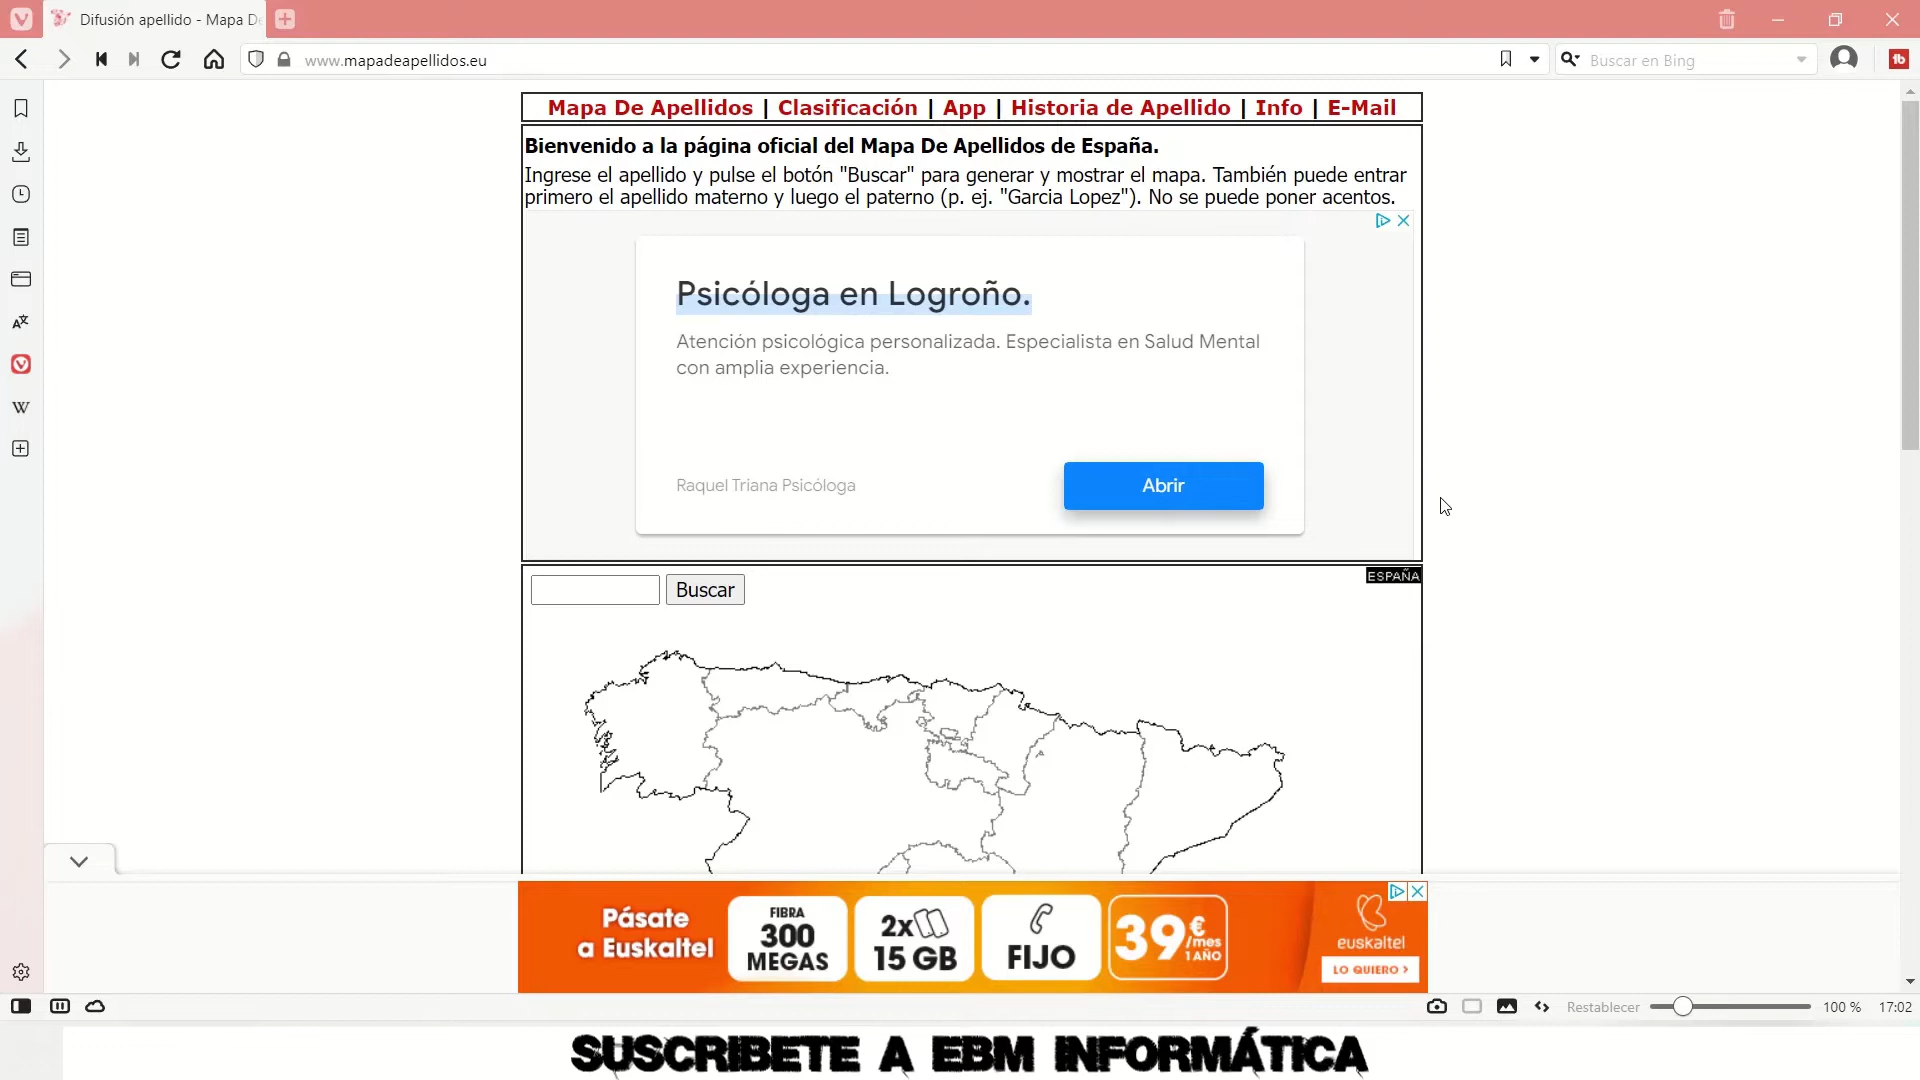 Difusión apellido - Mapa De
www.mapadeapellidos.eu
Buscar en Bing
Mapa De Apellidos | Clasificación | App | Historia de Apellido | Info | E-Mail
Bienvenido a la página oficial del Mapa De Apellidos de España.
Ingrese el apellido y pulse el botón "Buscar" para generar y mostrar el mapa. También puede entrar
primero el apellido materno y luego el paterno (p. ej. "Garcia Lopez"). No se puede poner acentos.
Psicóloga en Logroño.
Atención psicológica personalizada. Especialista en Salud Mental
con amplia experiencia.
Raquel Triana Psicóloga
Abrir
Buscar
ESPAÑA
Pásate
a Euskaltel
FIBRA
300
MEGAS
2x
15 GB
FIJO
39€
/mes
1 AÑO
euskaltel
LO QUIERO >
Restablecer
100 %
17:02
SUSCRIBETE A EBM INFORMÁTICA